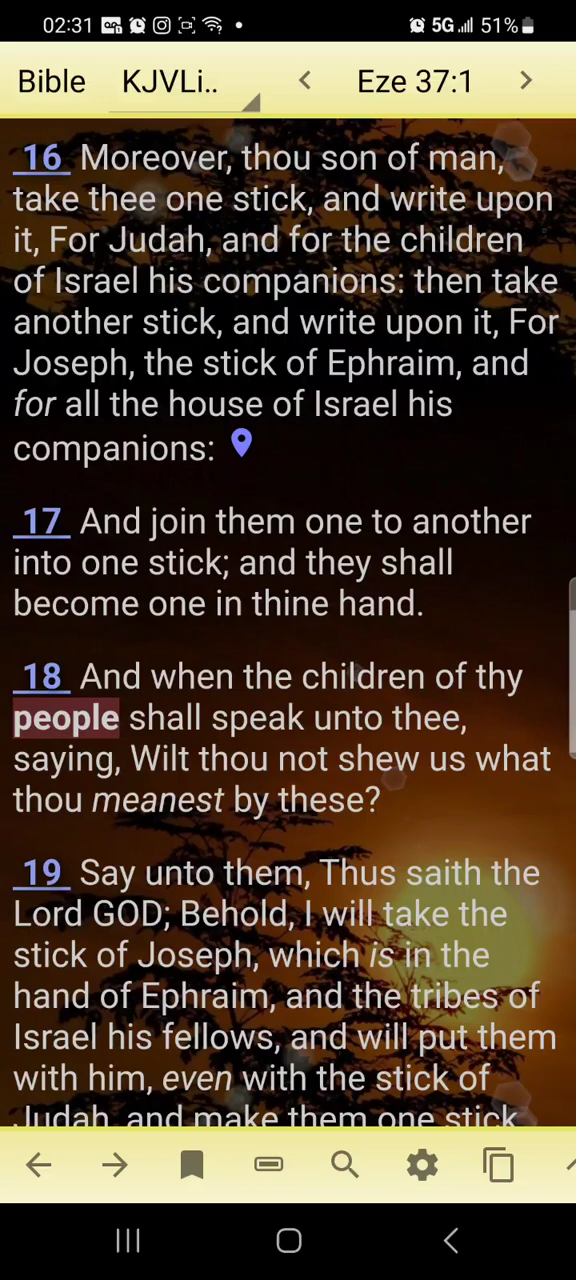 02:31 5G 51%
Bible KJVLi.. < Eze 37:1 >
16 Moreover, thou son of man,
take thee one stick, and write upon
it, For Judah, and for the children
of Israel his companions: then take
another stick, and write upon it, For
Joseph, the stick of Ephraim, and
for all the house of Israel his
companions:
17 And join them one to another
into one stick; and they shall
become one in thine hand.
18 And when the children of thy
people shall speak unto thee,
saying, Wilt thou not shew us what
thou meanest by these?
19 Say unto them, Thus saith the
Lord GOD; Behold, I will take the
stick of Joseph, which is in the
hand of Ephraim, and the tribes of
Israel his fellows, and will put them
with him, even with the stick of
Judah, and make them one stick,